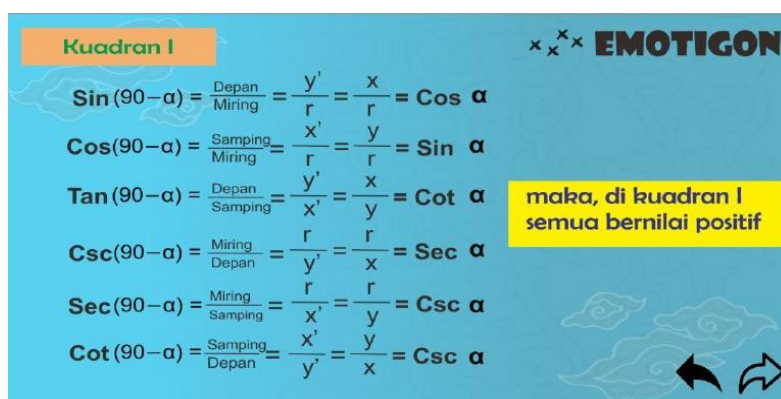 Kuadran I
EMOTIGON
Sin (90−α) = Depan/Miring = y'/r = x/r = Cos α
Cos(90−α) = Samping/Miring = x'/r = y/r = Sin α
Tan (90−α) = Depan/Samping = y'/x' = x/y = Cot α
Csc(90−α) = Miring/Depan = r/y' = r/x = Sec α
Sec(90−α) = Miring/Samping = r/x' = r/y = Csc α
Cot (90−α) = Samping/Depan = x'/y' = y/x = Csc α
maka, di kuadran I
semua bernilai positif